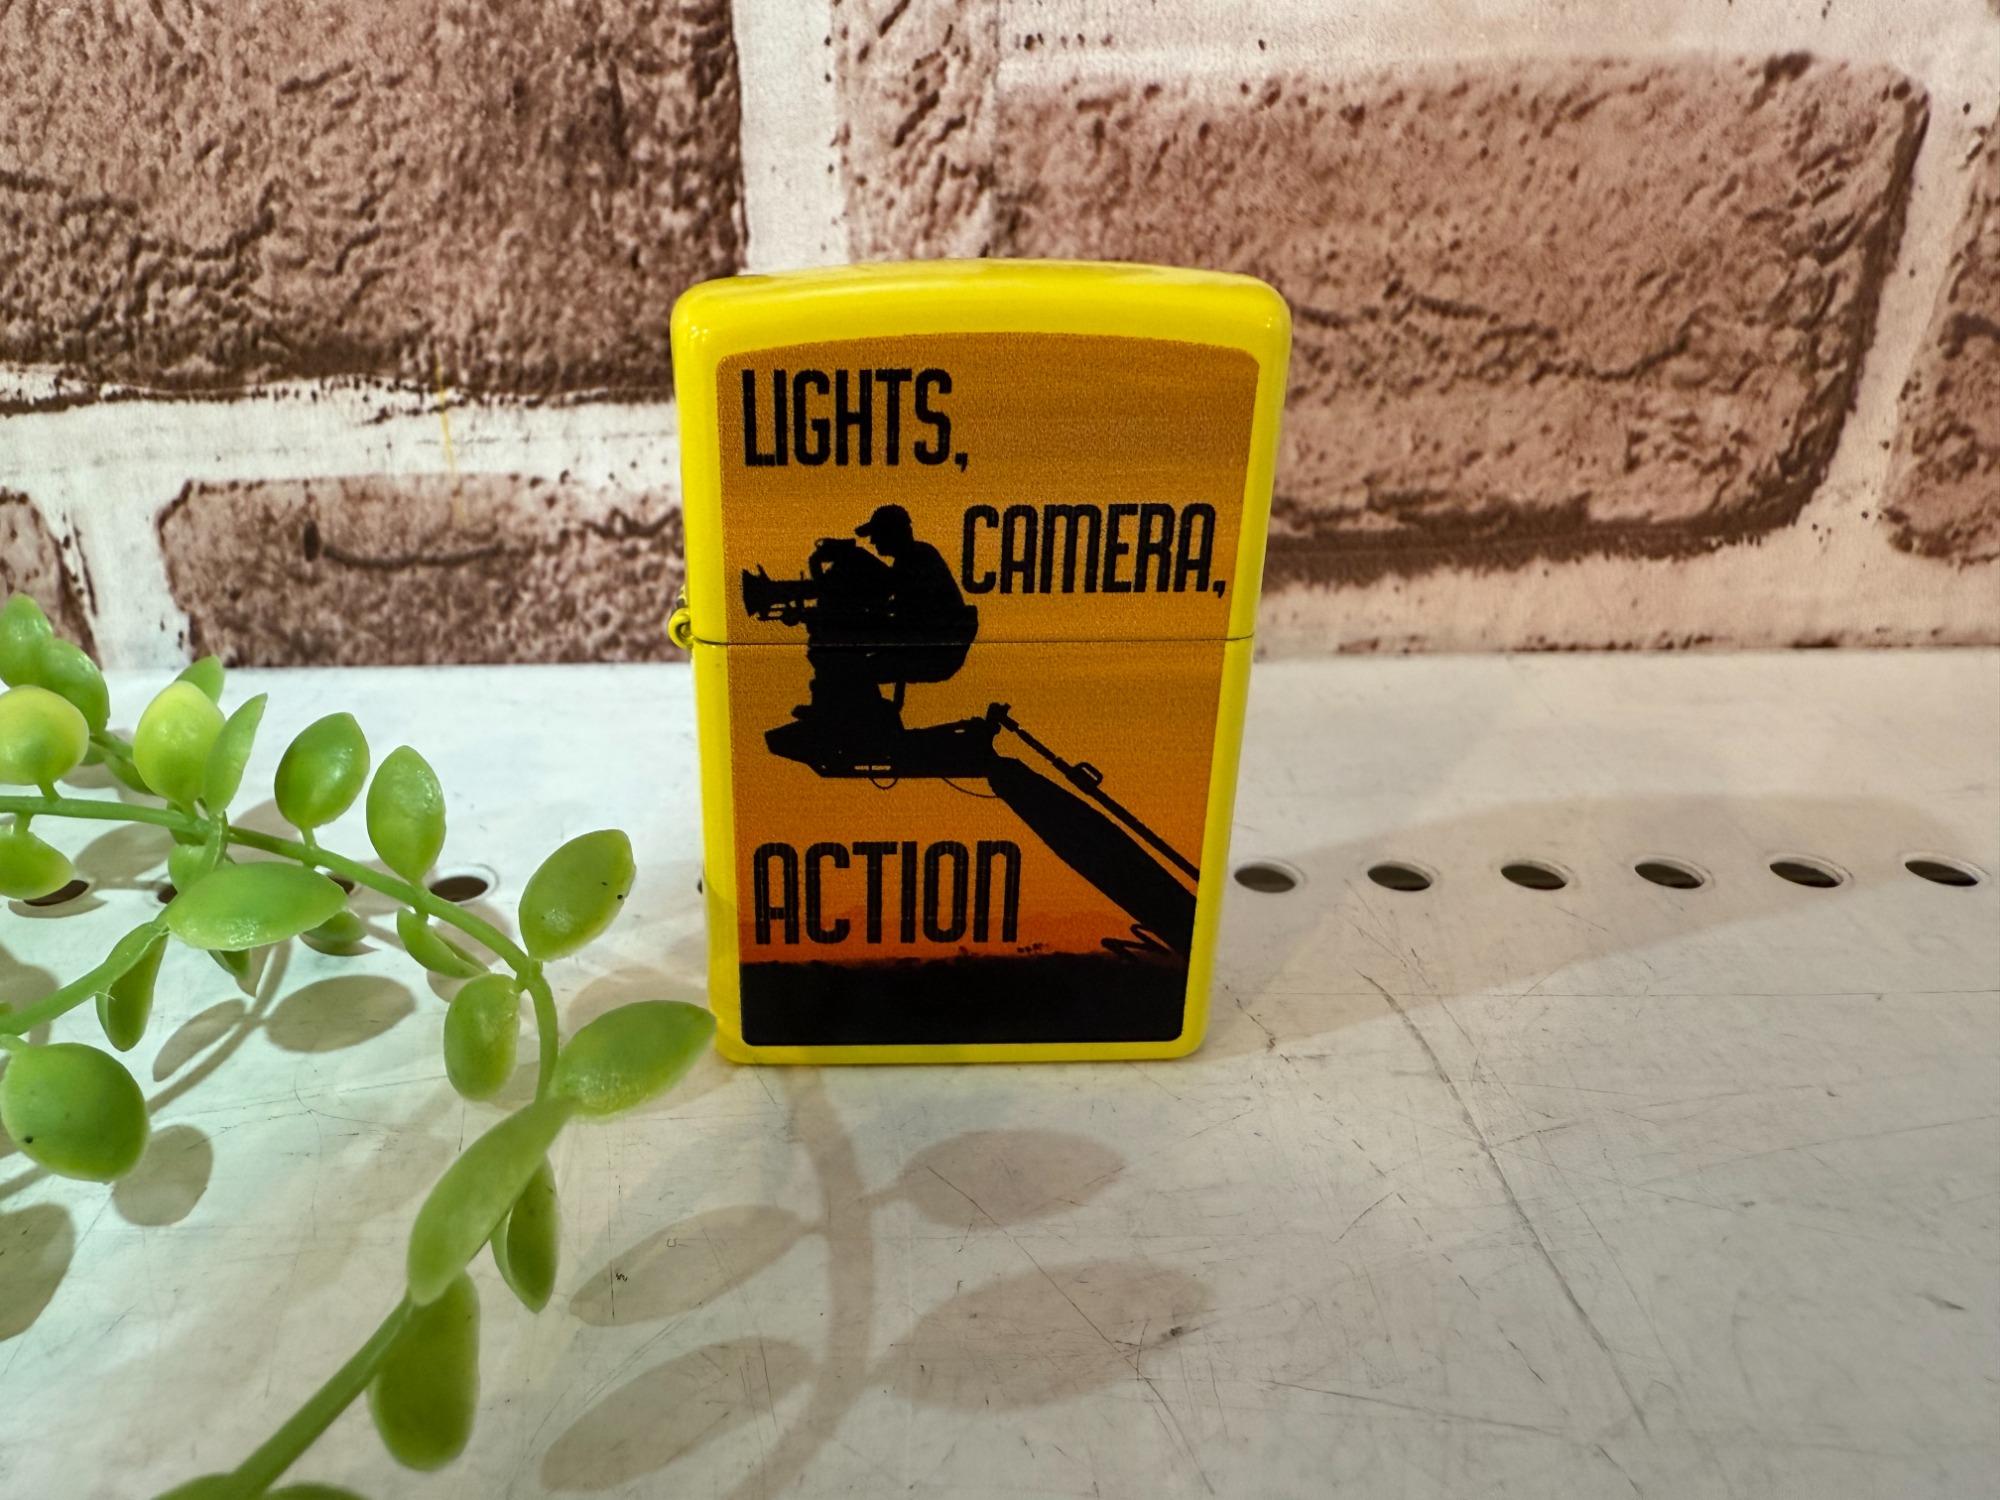 LIGHTS,
CAMERA,
ACTION